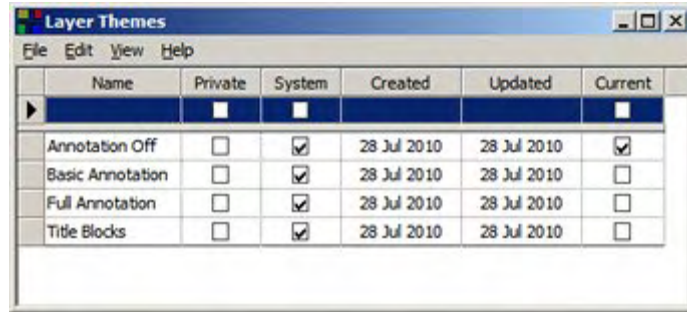 Layer Themes
File Edit View Help
Name Private System Created Updated Current
Annotation Off 28 Jul 2010 28 Jul 2010
Basic Annotation 28 Jul 2010 28 Jul 2010
Full Annotation 28 Jul 2010 28 Jul 2010
Title Blocks 28 Jul 2010 28 Jul 2010